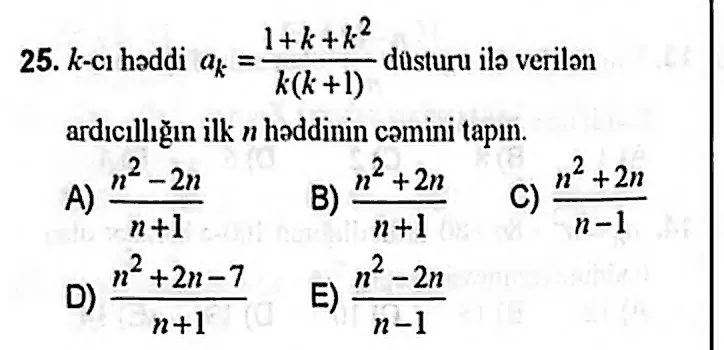 25. k-cı həddi aₖ = (1+k+k²)/(k(k+1)) düsturu ilə verilən
ardıcıllığın ilk n həddinin cəmini tapın.
A) (n²−2n)/(n+1) B) (n²+2n)/(n+1) C) (n²+2n)/(n−1)
D) (n²+2n−7)/(n+1) E) (n²−2n)/(n−1)